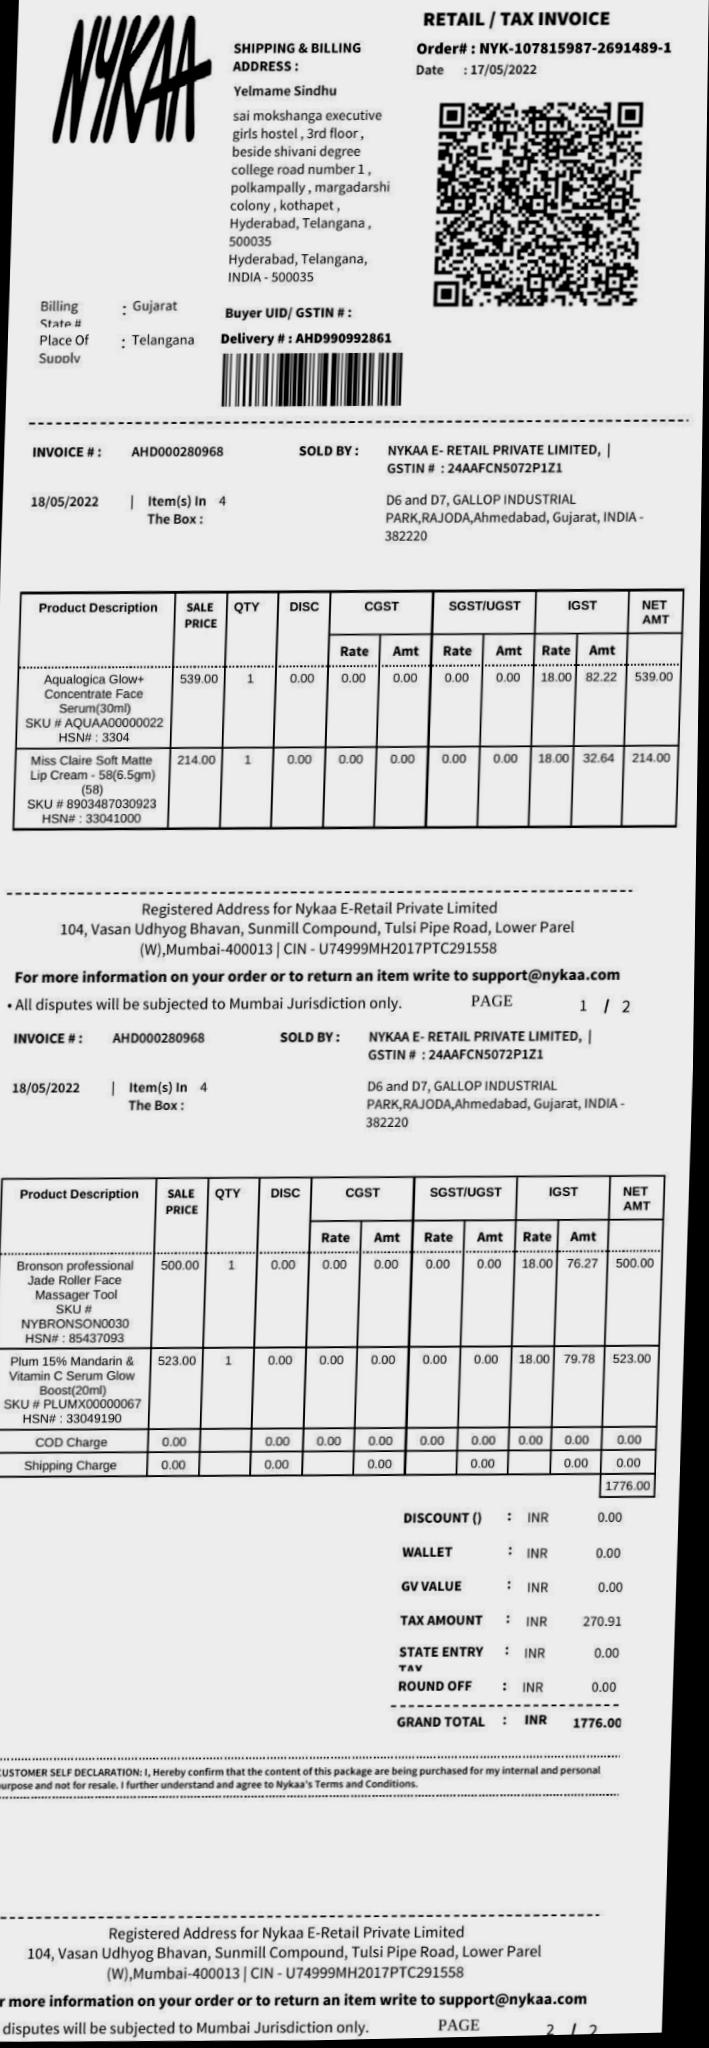 NYKAA
RETAIL / TAX INVOICE
SHIPPING & BILLING
ADDRESS :
Order# : NYK-107815987-2691489-1
Date : 17/05/2022
Yelmame Sindhu
sai mokshanga executive
girls hostel , 3rd floor ,
beside shivani degree
college road number 1 ,
polkampally , margadarshi
colony , kothapet ,
Hyderabad, Telangana ,
500035
Hyderabad, Telangana,
INDIA - 500035
Billing State # : Gujarat
Buyer UID/ GSTIN # :
Place Of Supply : Telangana
Delivery # : AHD990992861
INVOICE # : AHD000280968 SOLD BY : NYKAA E- RETAIL PRIVATE LIMITED, |
GSTIN # : 24AAFCN5072P1Z1
18/05/2022 | Item(s) In 4 D6 and D7, GALLOP INDUSTRIAL
The Box : PARK,RAJODA,Ahmedabad, Gujarat, INDIA -
382220
Product Description SALE QTY DISC CGST SGST/UGST IGST NET
PRICE AMT
Rate Amt Rate Amt Rate Amt
Aqualogica Glow+ 539.00 1 0.00 0.00 0.00 0.00 0.00 18.00 82.22 539.00
Concentrate Face
Serum(30ml)
SKU # AQUAA00000022
HSN# : 3304
Miss Claire Soft Matte 214.00 1 0.00 0.00 0.00 0.00 0.00 18.00 32.64 214.00
Lip Cream - 58(6.5gm)
(58)
SKU # 8903487030923
HSN# : 33041000
Registered Address for Nykaa E-Retail Private Limited
104, Vasan Udhyog Bhavan, Sunmill Compound, Tulsi Pipe Road, Lower Parel
(W),Mumbai-400013 | CIN - U74999MH2017PTC291558
For more information on your order or to return an item write to support@nykaa.com
• All disputes will be subjected to Mumbai Jurisdiction only. PAGE 1 / 2
INVOICE # : AHD000280968 SOLD BY : NYKAA E- RETAIL PRIVATE LIMITED, |
GSTIN # : 24AAFCN5072P1Z1
18/05/2022 | Item(s) In 4 D6 and D7, GALLOP INDUSTRIAL
The Box : PARK,RAJODA,Ahmedabad, Gujarat, INDIA -
382220
Product Description SALE QTY DISC CGST SGST/UGST IGST NET
PRICE AMT
Rate Amt Rate Amt Rate Amt
Bronson professional 500.00 1 0.00 0.00 0.00 0.00 0.00 18.00 76.27 500.00
Jade Roller Face
Massager Tool
SKU #
NYBRONSON0030
HSN# : 85437093
Plum 15% Mandarin & 523.00 1 0.00 0.00 0.00 0.00 0.00 18.00 79.78 523.00
Vitamin C Serum Glow
Boost(20ml)
SKU # PLUMX00000067
HSN# : 33049190
COD Charge 0.00 0.00 0.00 0.00 0.00 0.00 0.00 0.00 0.00
Shipping Charge 0.00 0.00 0.00 0.00 0.00 0.00
1776.00
DISCOUNT () : INR 0.00
WALLET : INR 0.00
GV VALUE : INR 0.00
TAX AMOUNT : INR 270.91
STATE ENTRY : INR 0.00
TAX
ROUND OFF : INR 0.00
GRAND TOTAL : INR 1776.00
CUSTOMER SELF DECLARATION: I, Hereby confirm that the content of this package are being purchased for my internal and personal
urpose and not for resale. I further understand and agree to Nykaa's Terms and Conditions.
Registered Address for Nykaa E-Retail Private Limited
104, Vasan Udhyog Bhavan, Sunmill Compound, Tulsi Pipe Road, Lower Parel
(W),Mumbai-400013 | CIN - U74999MH2017PTC291558
r more information on your order or to return an item write to support@nykaa.com
disputes will be subjected to Mumbai Jurisdiction only. PAGE 2 / 2